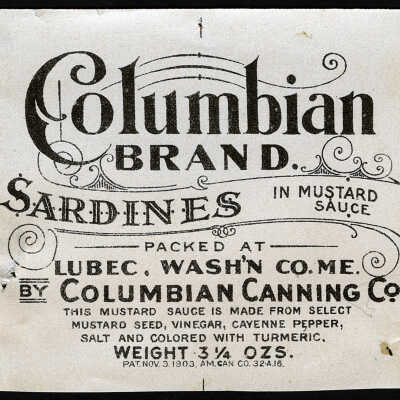 Columbian
BRAND.
SARDINES IN MUSTARD SAUCE
PACKED AT
LUBEC, WASH'N CO. ME.
BY COLUMBIAN CANNING Co
THIS MUSTARD SAUCE IS MADE FROM SELECT
MUSTARD SEED, VINEGAR, CAYENNE PEPPER,
SALT AND COLORED WITH TURMERIC.
WEIGHT 3¼ OZS.
PAT. NOV. 3, 1903, AM. CAN CO. 32-A.16.